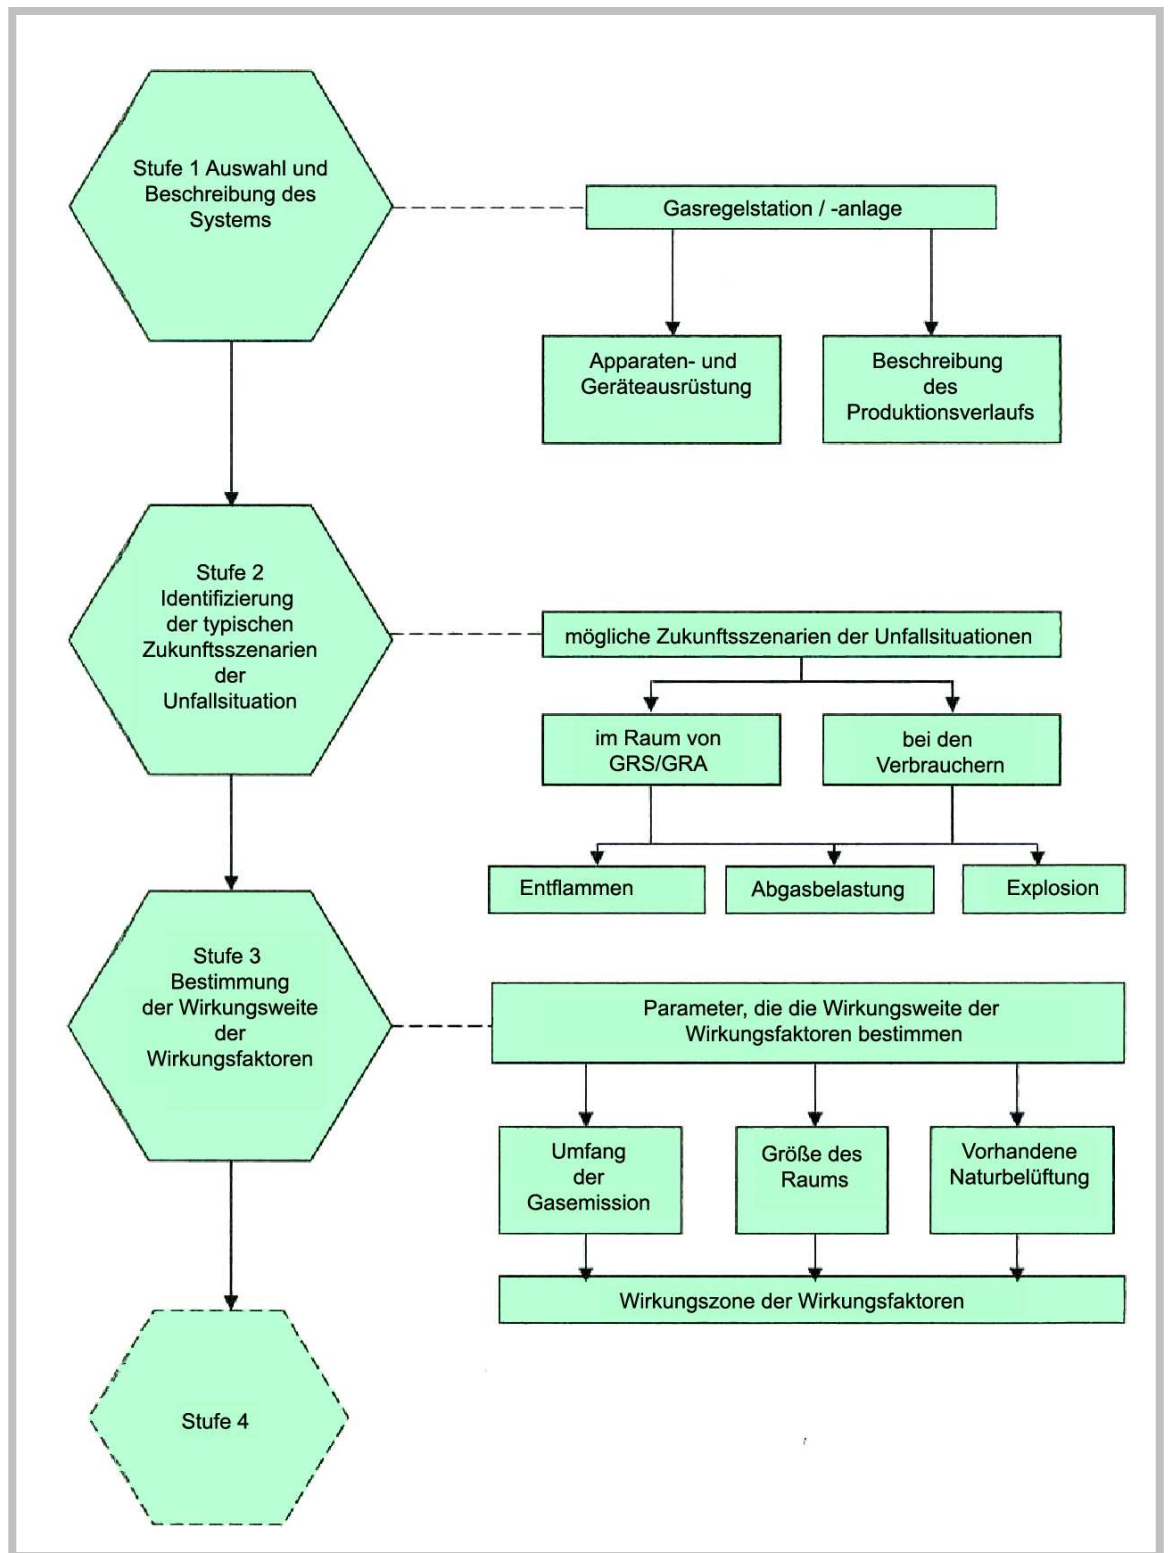 Stufe 1 Auswahl und
Beschreibung des
Systems
Gasregelstation / -anlage
Apparaten- und
Geräteausrüstung
Beschreibung
des
Produktionsverlaufs
Stufe 2
Identifizierung
der typischen
Zukunftsszenarien
der
Unfallsituation
mögliche Zukunftsszenarien der Unfallsituationen
im Raum von
GRS/GRA
bei den
Verbrauchern
Entflammen
Abgasbelastung
Explosion
Stufe 3
Bestimmung
der Wirkungsweite
der
Wirkungsfaktoren
Parameter, die die Wirkungsweite der
Wirkungsfaktoren bestimmen
Umfang
der
Gasemission
Größe des
Raums
Vorhandene
Naturbelüftung
Wirkungszone der Wirkungsfaktoren
Stufe 4